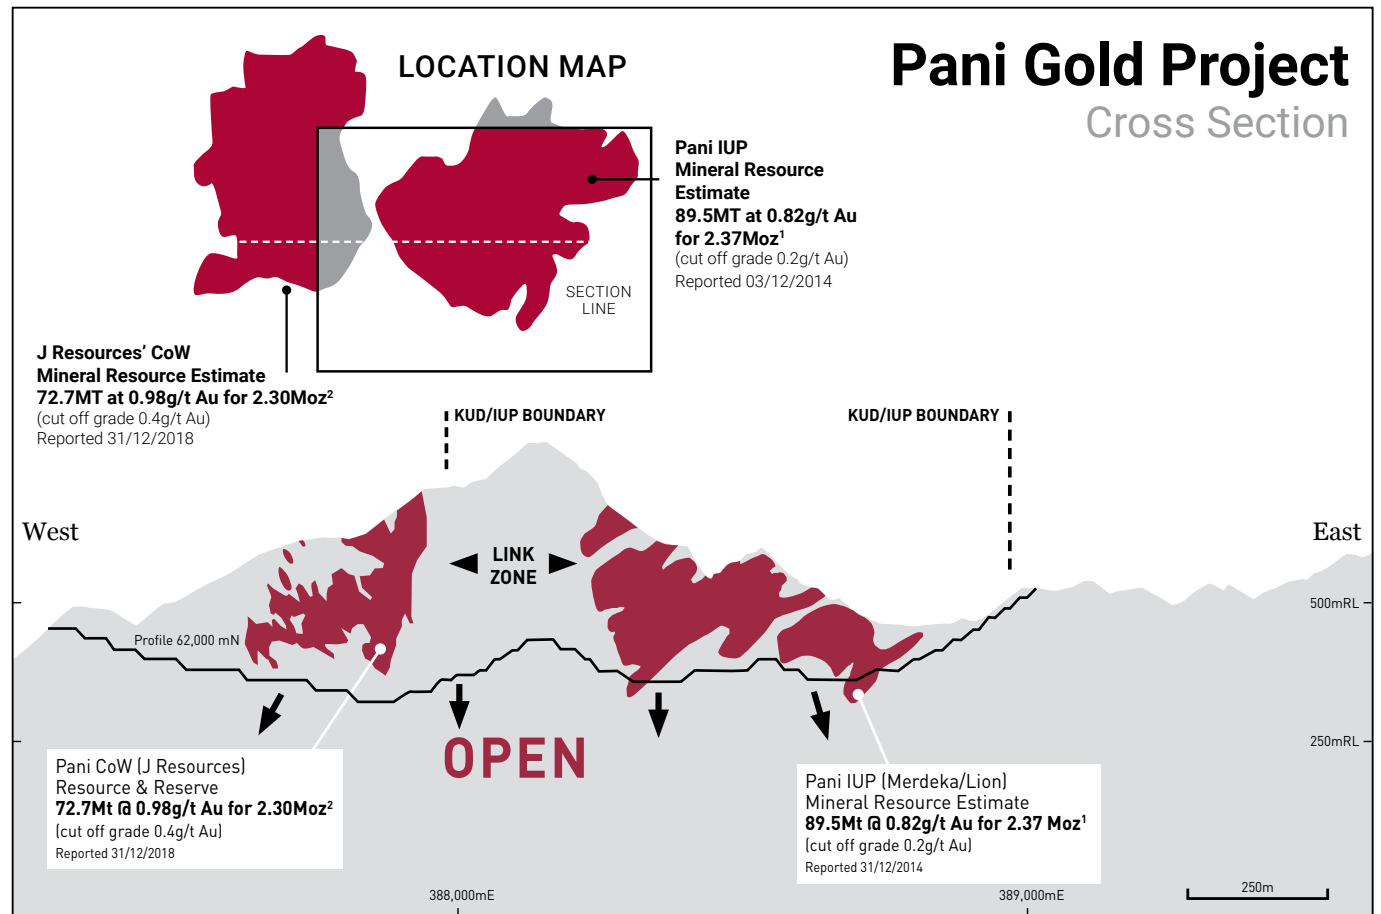 Pani Gold Project
Cross Section
LOCATION MAP
Pani IUP
Mineral Resource
Estimate
89.5MT at 0.82g/t Au
for 2.37Moz¹
(cut off grade 0.2g/t Au)
Reported 03/12/2014
SECTION
LINE
J Resources’ CoW
Mineral Resource Estimate
72.7MT at 0.98g/t Au for 2.30Moz²
(cut off grade 0.4g/t Au)
Reported 31/12/2018
KUD/IUP BOUNDARY
KUD/IUP BOUNDARY
West
East
LINK
ZONE
500mRL
Profile 62,000 mN
OPEN
250mRL
Pani CoW (J Resources)
Resource & Reserve
72.7Mt @ 0.98g/t Au for 2.30Moz²
(cut off grade 0.4g/t Au)
Reported 31/12/2018
Pani IUP (Merdeka/Lion)
Mineral Resource Estimate
89.5Mt @ 0.82g/t Au for 2.37 Moz¹
(cut off grade 0.2g/t Au)
Reported 31/12/2014
388,000mE
389,000mE
250m